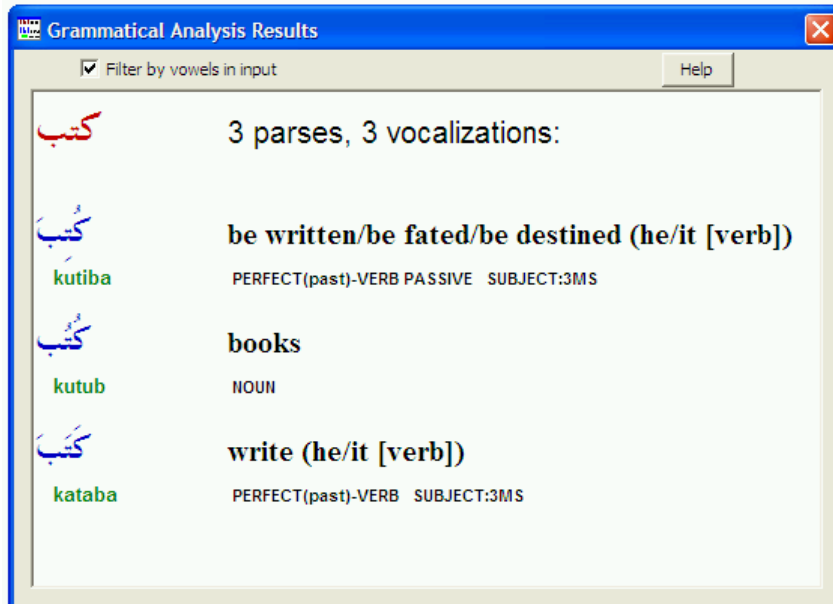 Grammatical Analysis Results
Filter by vowels in input Help
كتب 3 parses, 3 vocalizations:
كُتِبَ be written/be fated/be destined (he/it [verb])
kutiba PERFECT(past)-VERB PASSIVE SUBJECT:3MS
كُتُب books
kutub NOUN
كَتَبَ write (he/it [verb])
kataba PERFECT(past)-VERB SUBJECT:3MS